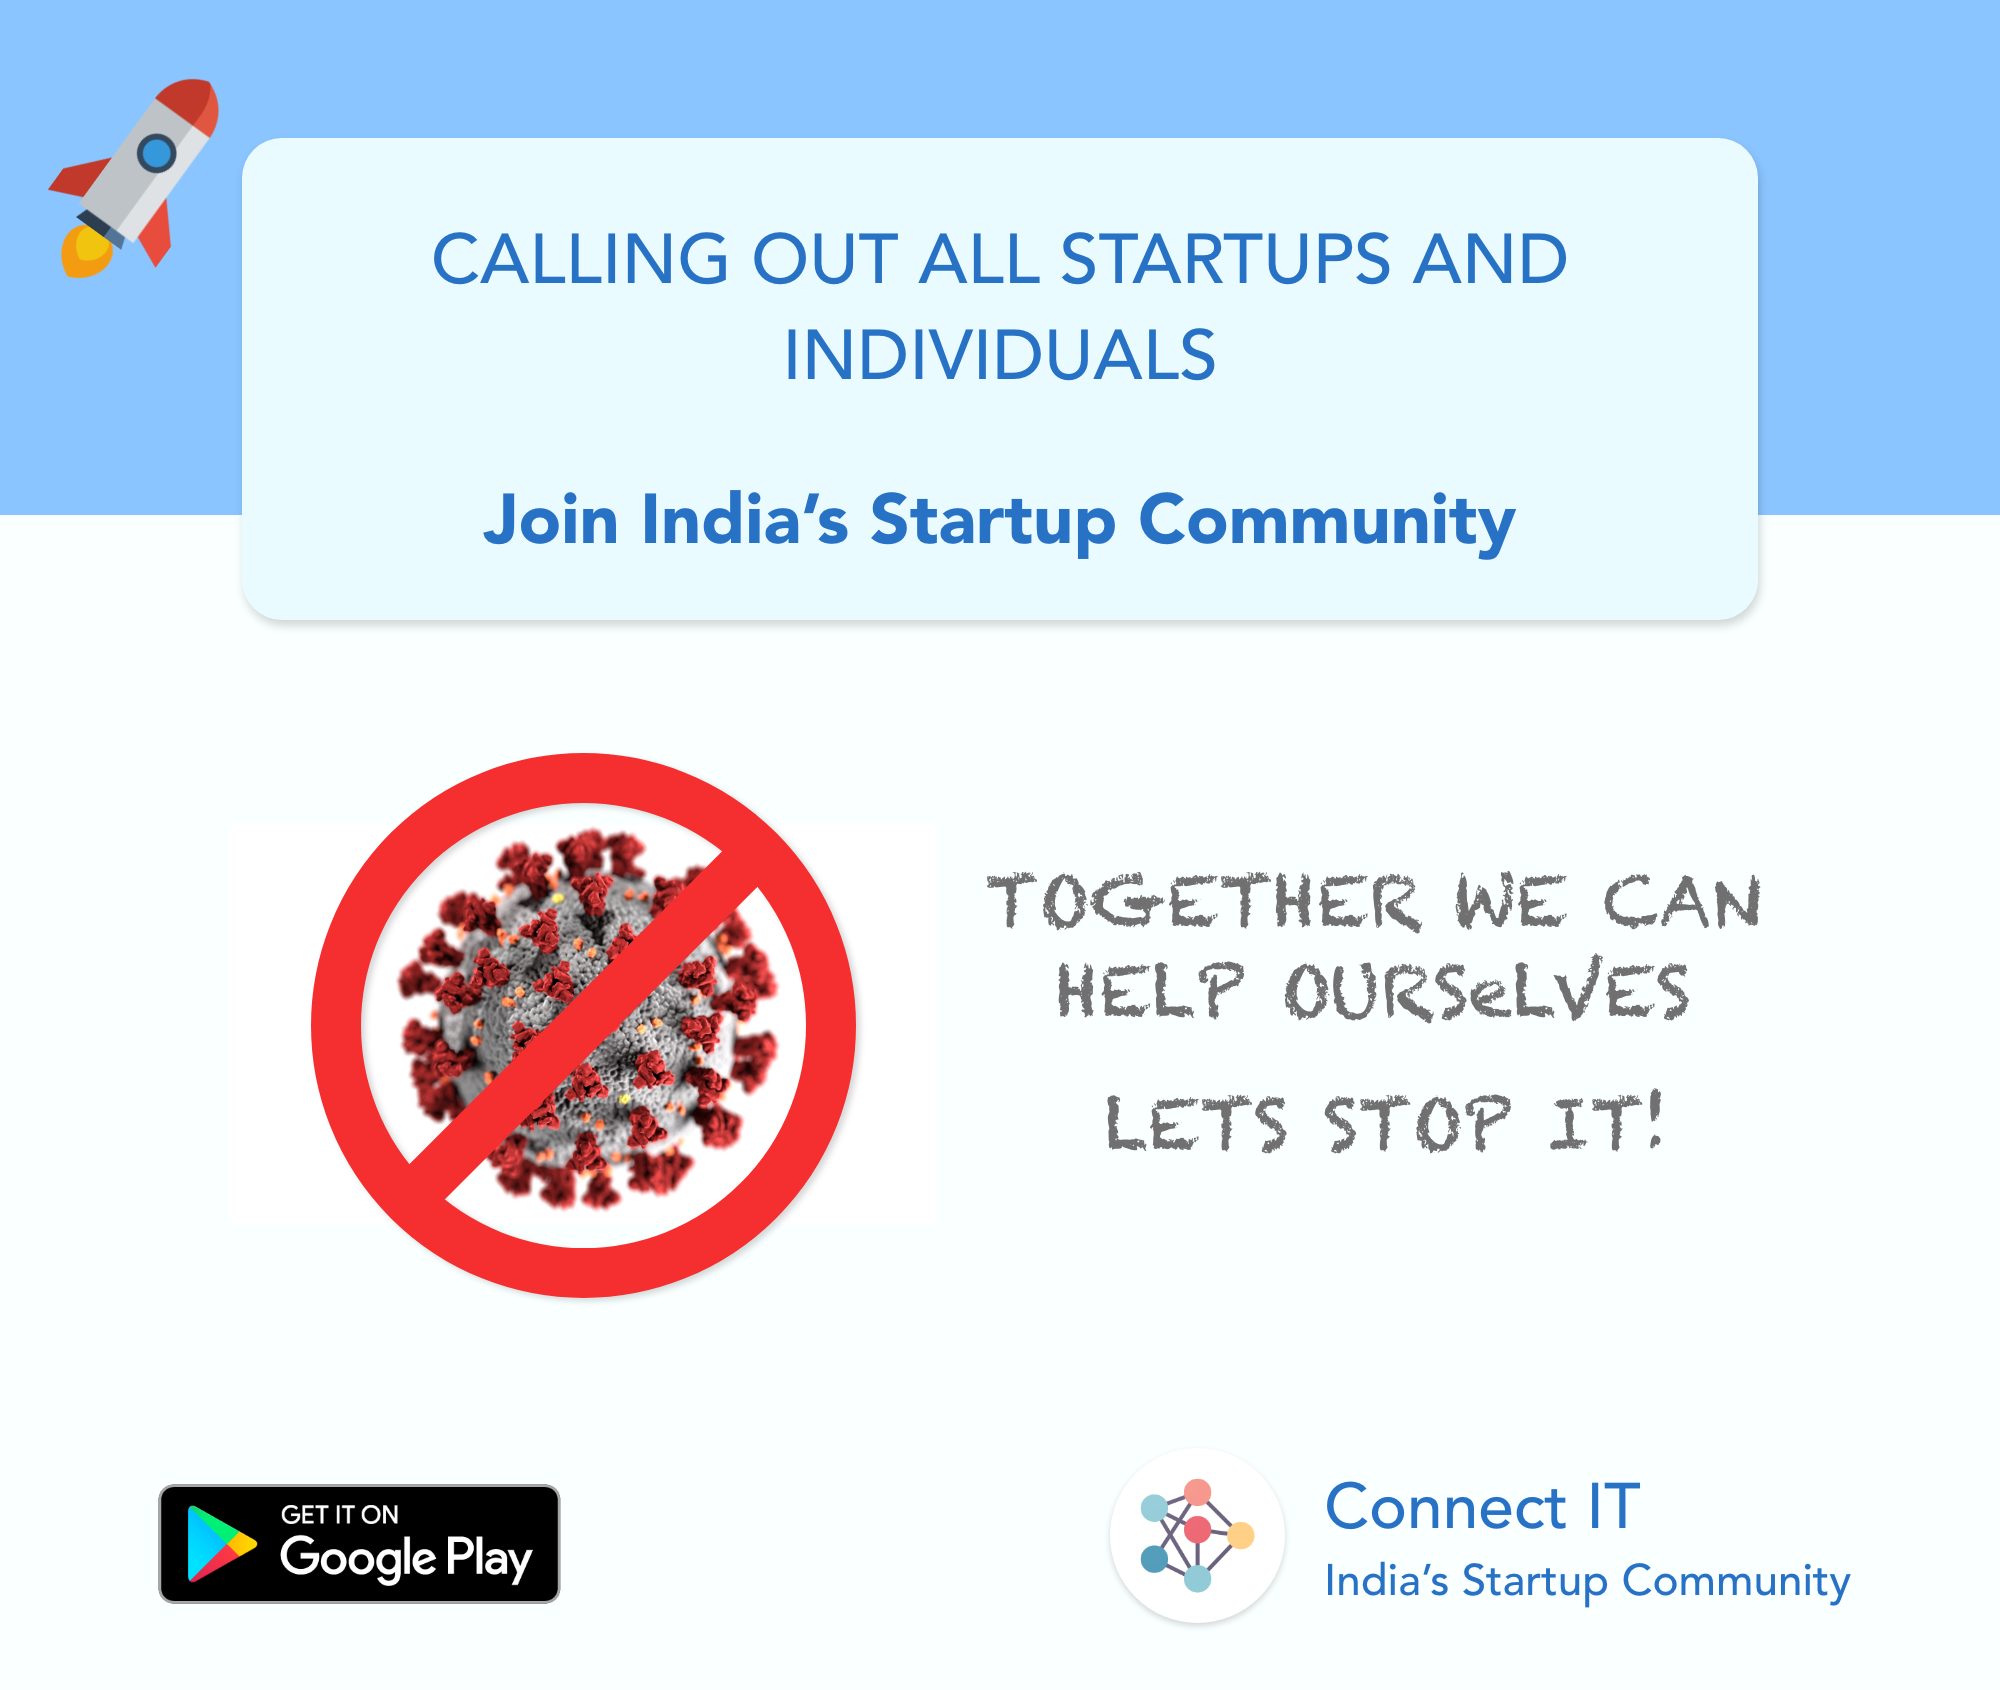 CALLING OUT ALL STARTUPS AND
INDIVIDUALS
Join India’s Startup Community
TOGETHER WE CAN
HELP OURSeLVES
LETS STOP IT!
GET IT ON
Google Play
Connect IT
India’s Startup Community